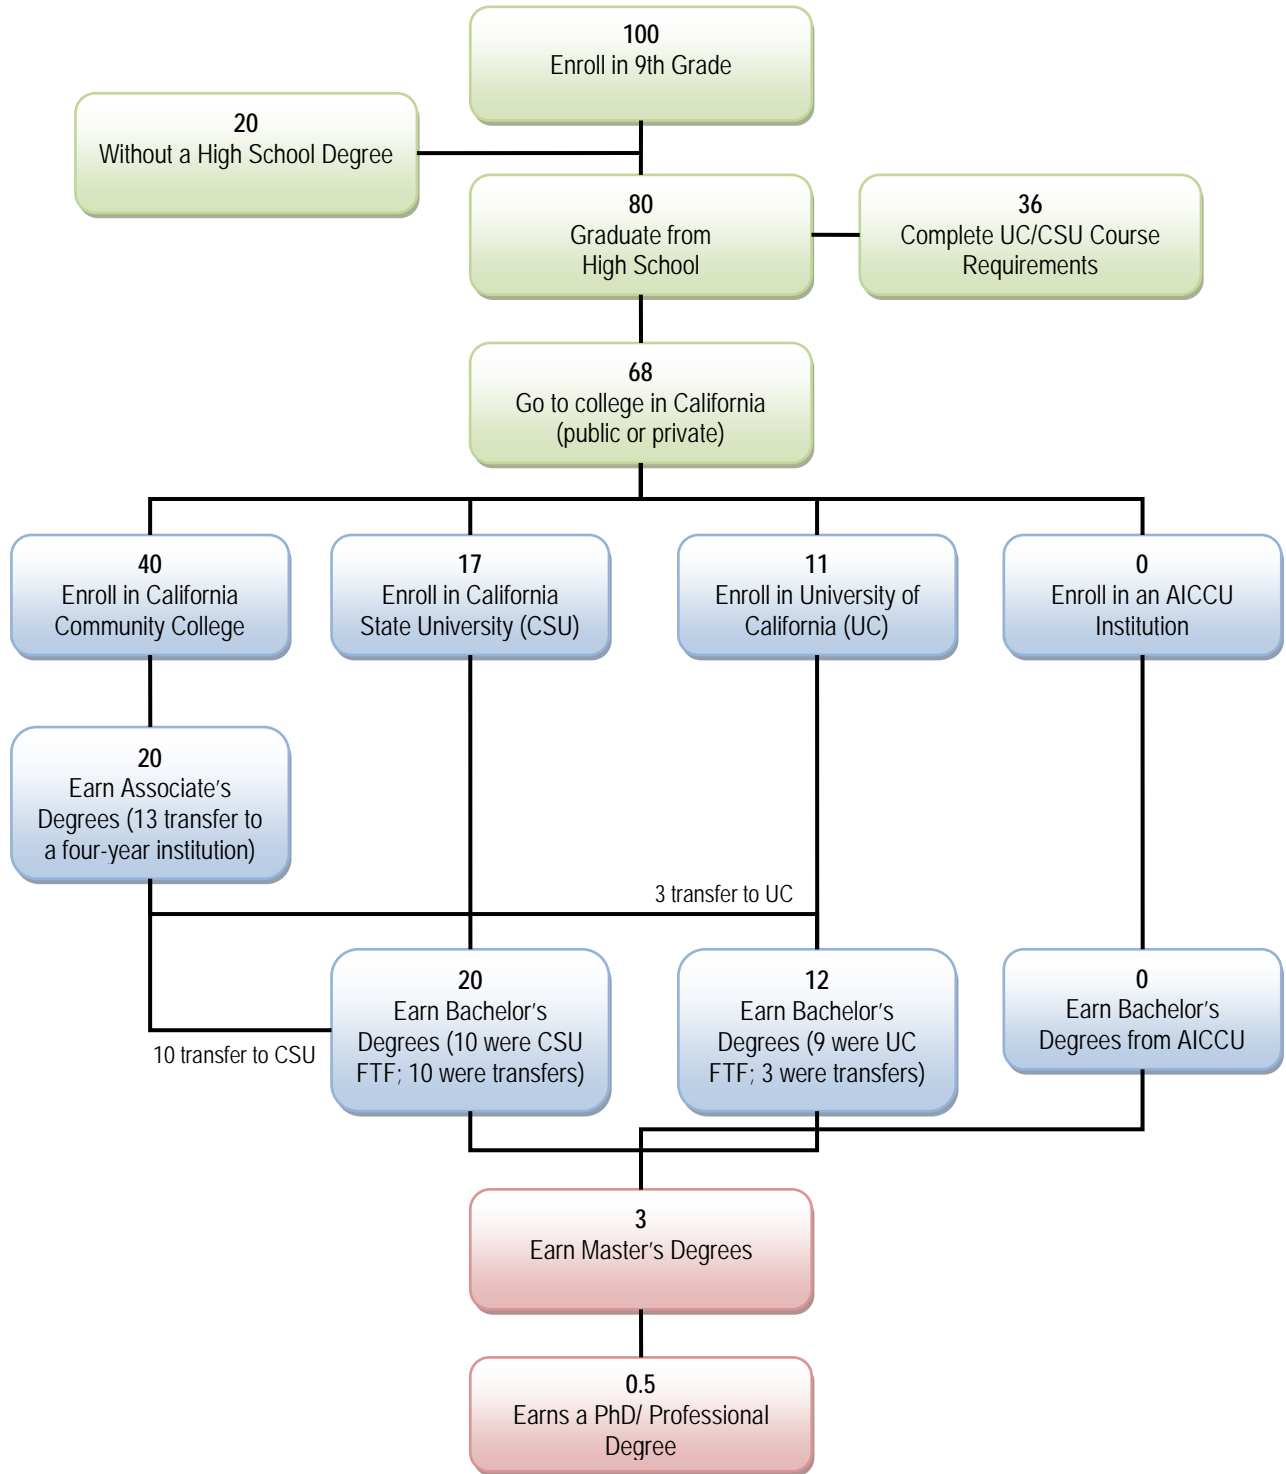 100
Enroll in 9th Grade
20
Without a High School Degree
80
Graduate from
High School
36
Complete UC/CSU Course
Requirements
68
Go to college in California
(public or private)
40
Enroll in California
Community College
17
Enroll in California
State University (CSU)
11
Enroll in University of
California (UC)
0
Enroll in an AICCU
Institution
20
Earn Associate's
Degrees (13 transfer to
a four-year institution)
3 transfer to UC
10 transfer to CSU
20
Earn Bachelor's
Degrees (10 were CSU
FTF; 10 were transfers)
12
Earn Bachelor's
Degrees (9 were UC
FTF; 3 were transfers)
0
Earn Bachelor's
Degrees from AICCU
3
Earn Master's Degrees
0.5
Earns a PhD/ Professional
Degree